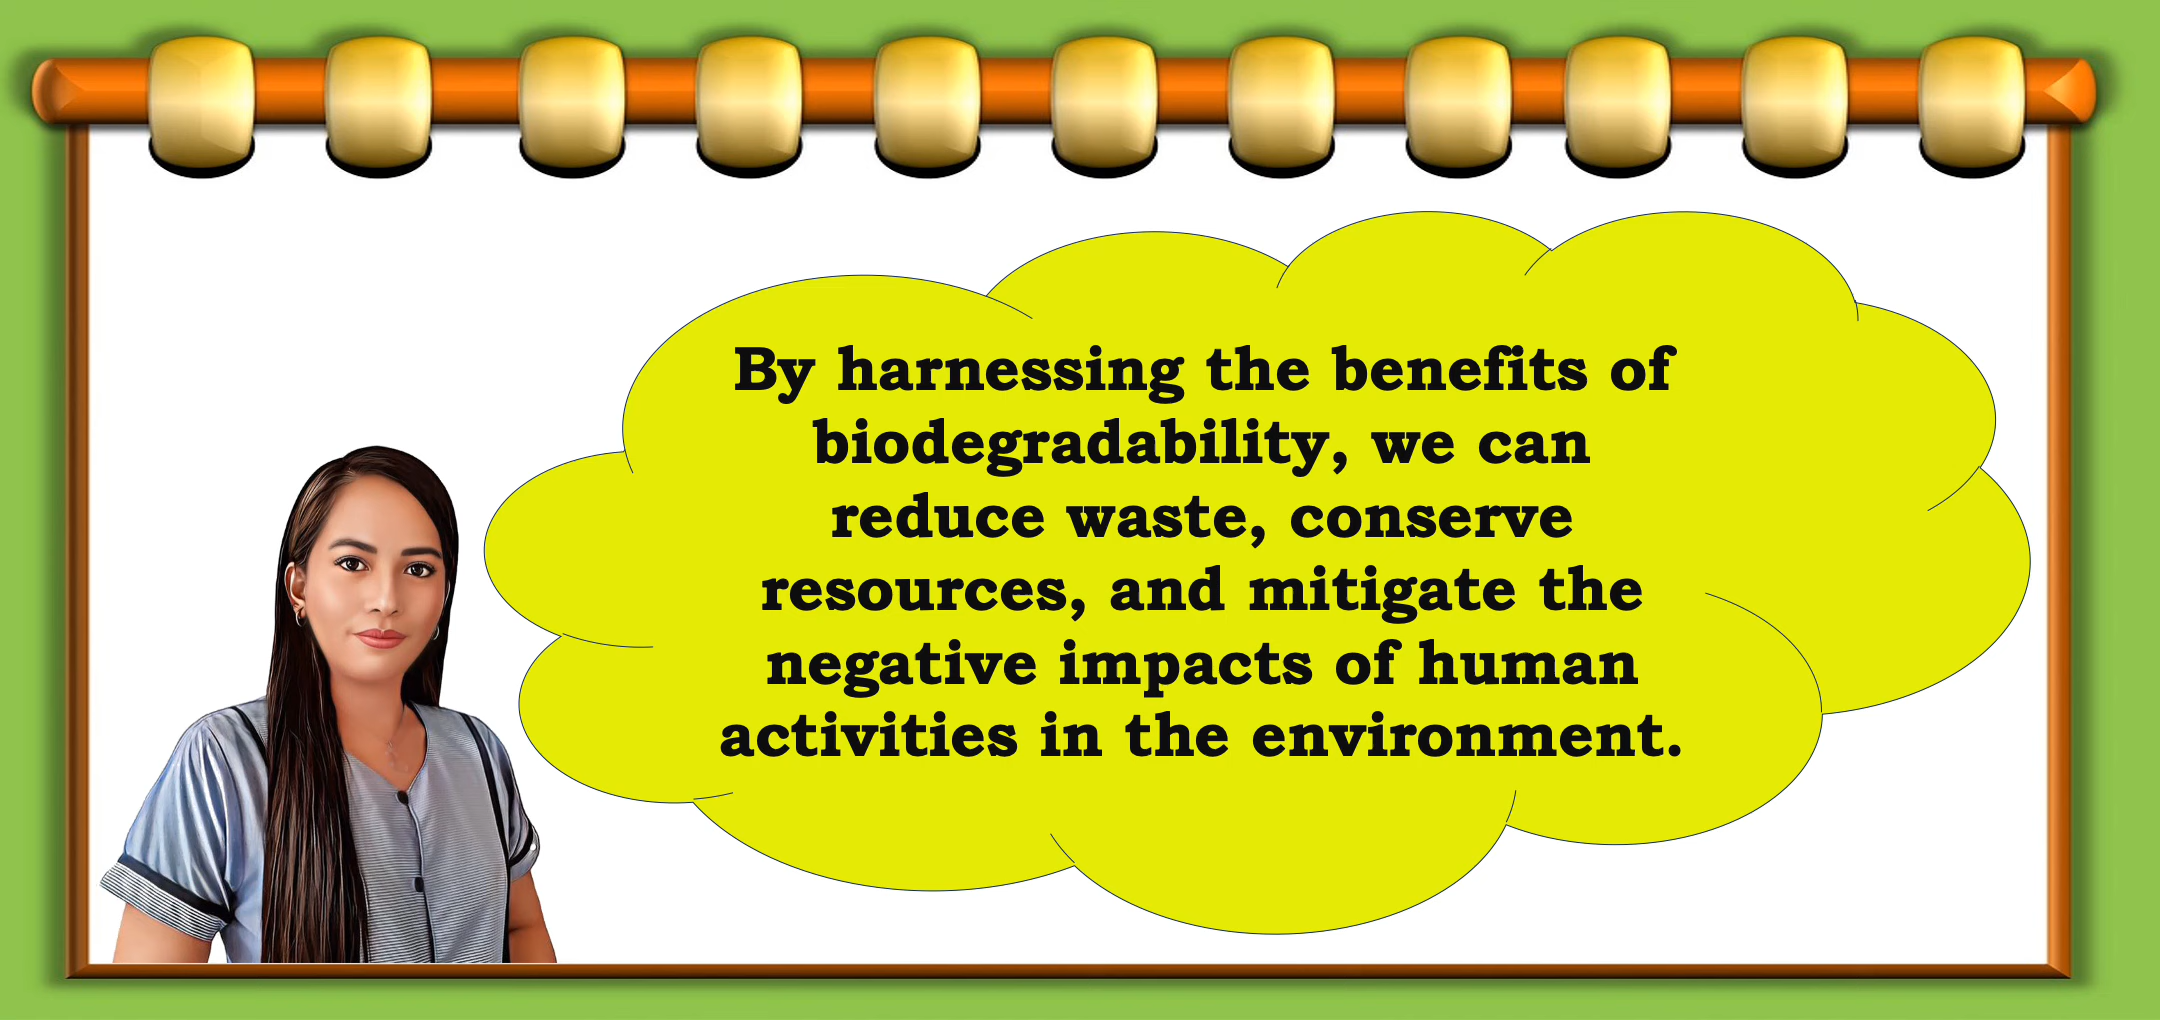 By harnessing the benefits of
biodegradability, we can
reduce waste, conserve
resources, and mitigate the
negative impacts of human
activities in the environment.